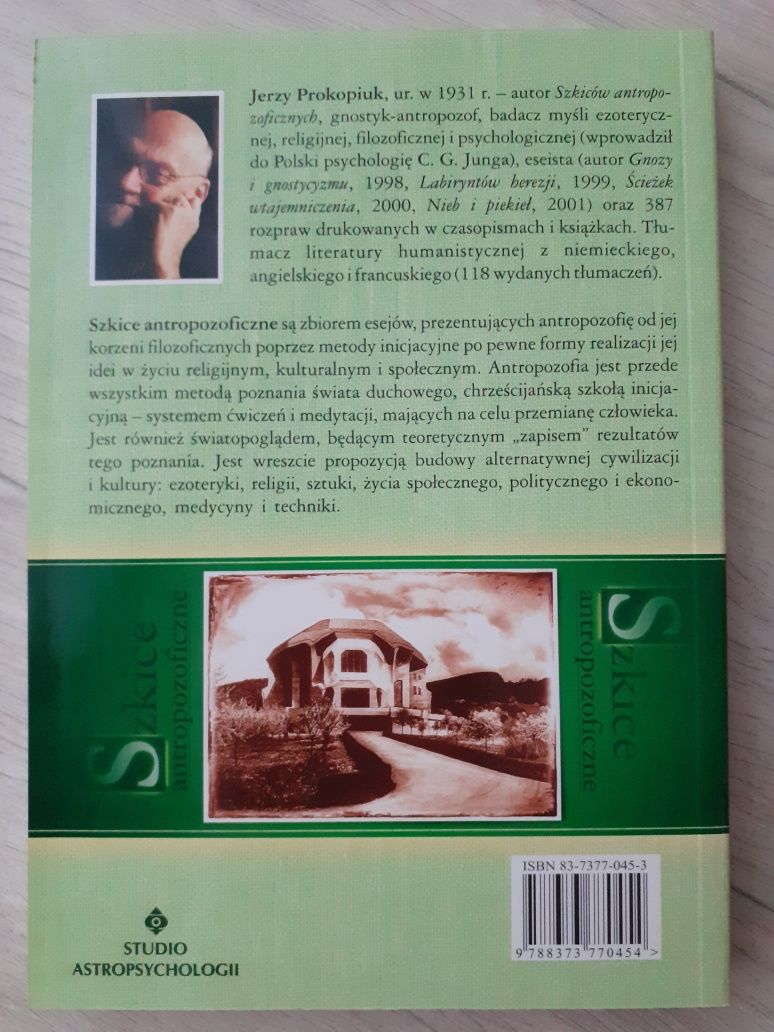 Jerzy Prokopiuk, ur. w 1931 r. – autor Szkiców antropo-
zoficznych, gnostyk-antropozof, badacz myśli ezoterycz-
nej, religijnej, filozoficznej i psychologicznej (wprowadził
do Polski psychologię C. G. Junga), eseista (autor Gnozy
i gnostycyzmu, 1998, Labiryntów herezji, 1999, Ścieżek
wtajemniczenia, 2000, Nieb i piekieł, 2001) oraz 387
rozpraw drukowanych w czasopismach i książkach. Tłu-
macz literatury humanistycznej z niemieckiego,
angielskiego i francuskiego (118 wydanych tłumaczeń).
Szkice antropozoficzne są zbiorem esejów, prezentujących antropozofię od jej
korzeni filozoficznych poprzez metody inicjacyjne po pewne formy realizacji jej
idei w życiu religijnym, kulturalnym i społecznym. Antropozofia jest przede
wszystkim metodą poznania świata duchowego, chrześcijańską szkołą inicja-
cyjną – systemem ćwiczeń i medytacji, mających na celu przemianę człowieka.
Jest również światopoglądem, będącym teoretycznym „zapisem” rezultatów
tego poznania. Jest wreszcie propozycją budowy alternatywnej cywilizacji
i kultury: ezoteryki, religii, sztuki, życia społecznego, politycznego i ekono-
micznego, medycyny i techniki.
Szkice
antropozoficzne
Szkice
antropozoficzne
ISBN 83-7377-045-3
9 788373 770454 >
STUDIO
ASTROPSYCHOLOGII